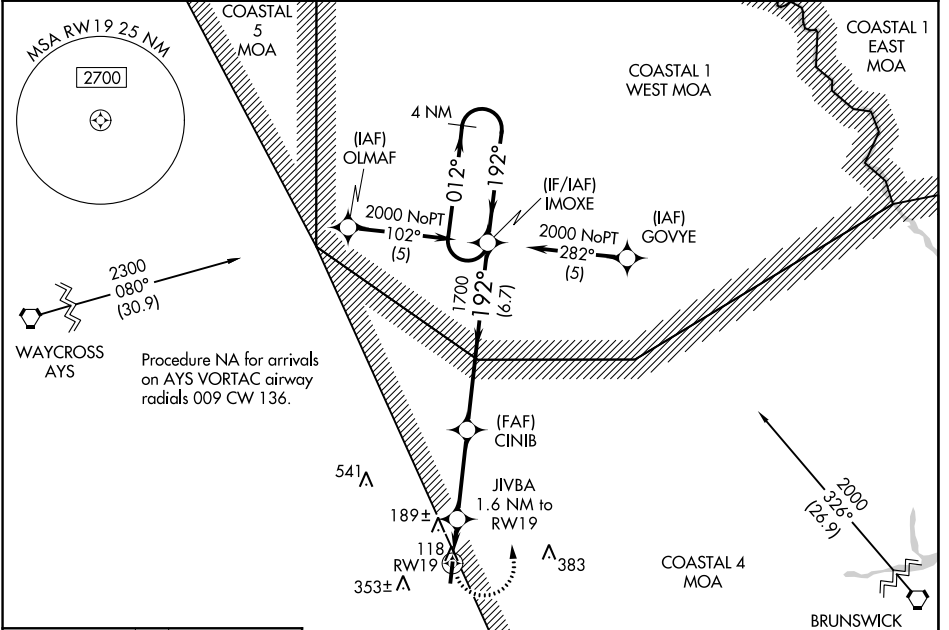 MSA RW19 25 NM
2700
COASTAL
5
MOA
COASTAL 1
WEST MOA
COASTAL 1
EAST
MOA
4 NM
(IAF)
OLMAF
012°
192°
(IF/IAF)
IMOXE
(IAF)
GOVYE
2000 NoPT
102°
(5)
2000 NoPT
282°
(5)
1700
192°
(6.7)
2300
080°
(30.9)
WAYCROSS
AYS
Procedure NA for arrivals
on AYS VORTAC airway
radials 009 CW 136.
(FAF)
CINIB
541
JIVBA
1.6 NM to
RW19
189±
118
RW19
353±
383
COASTAL 4
MOA
2000
326°
(26.9)
BRUNSWICK